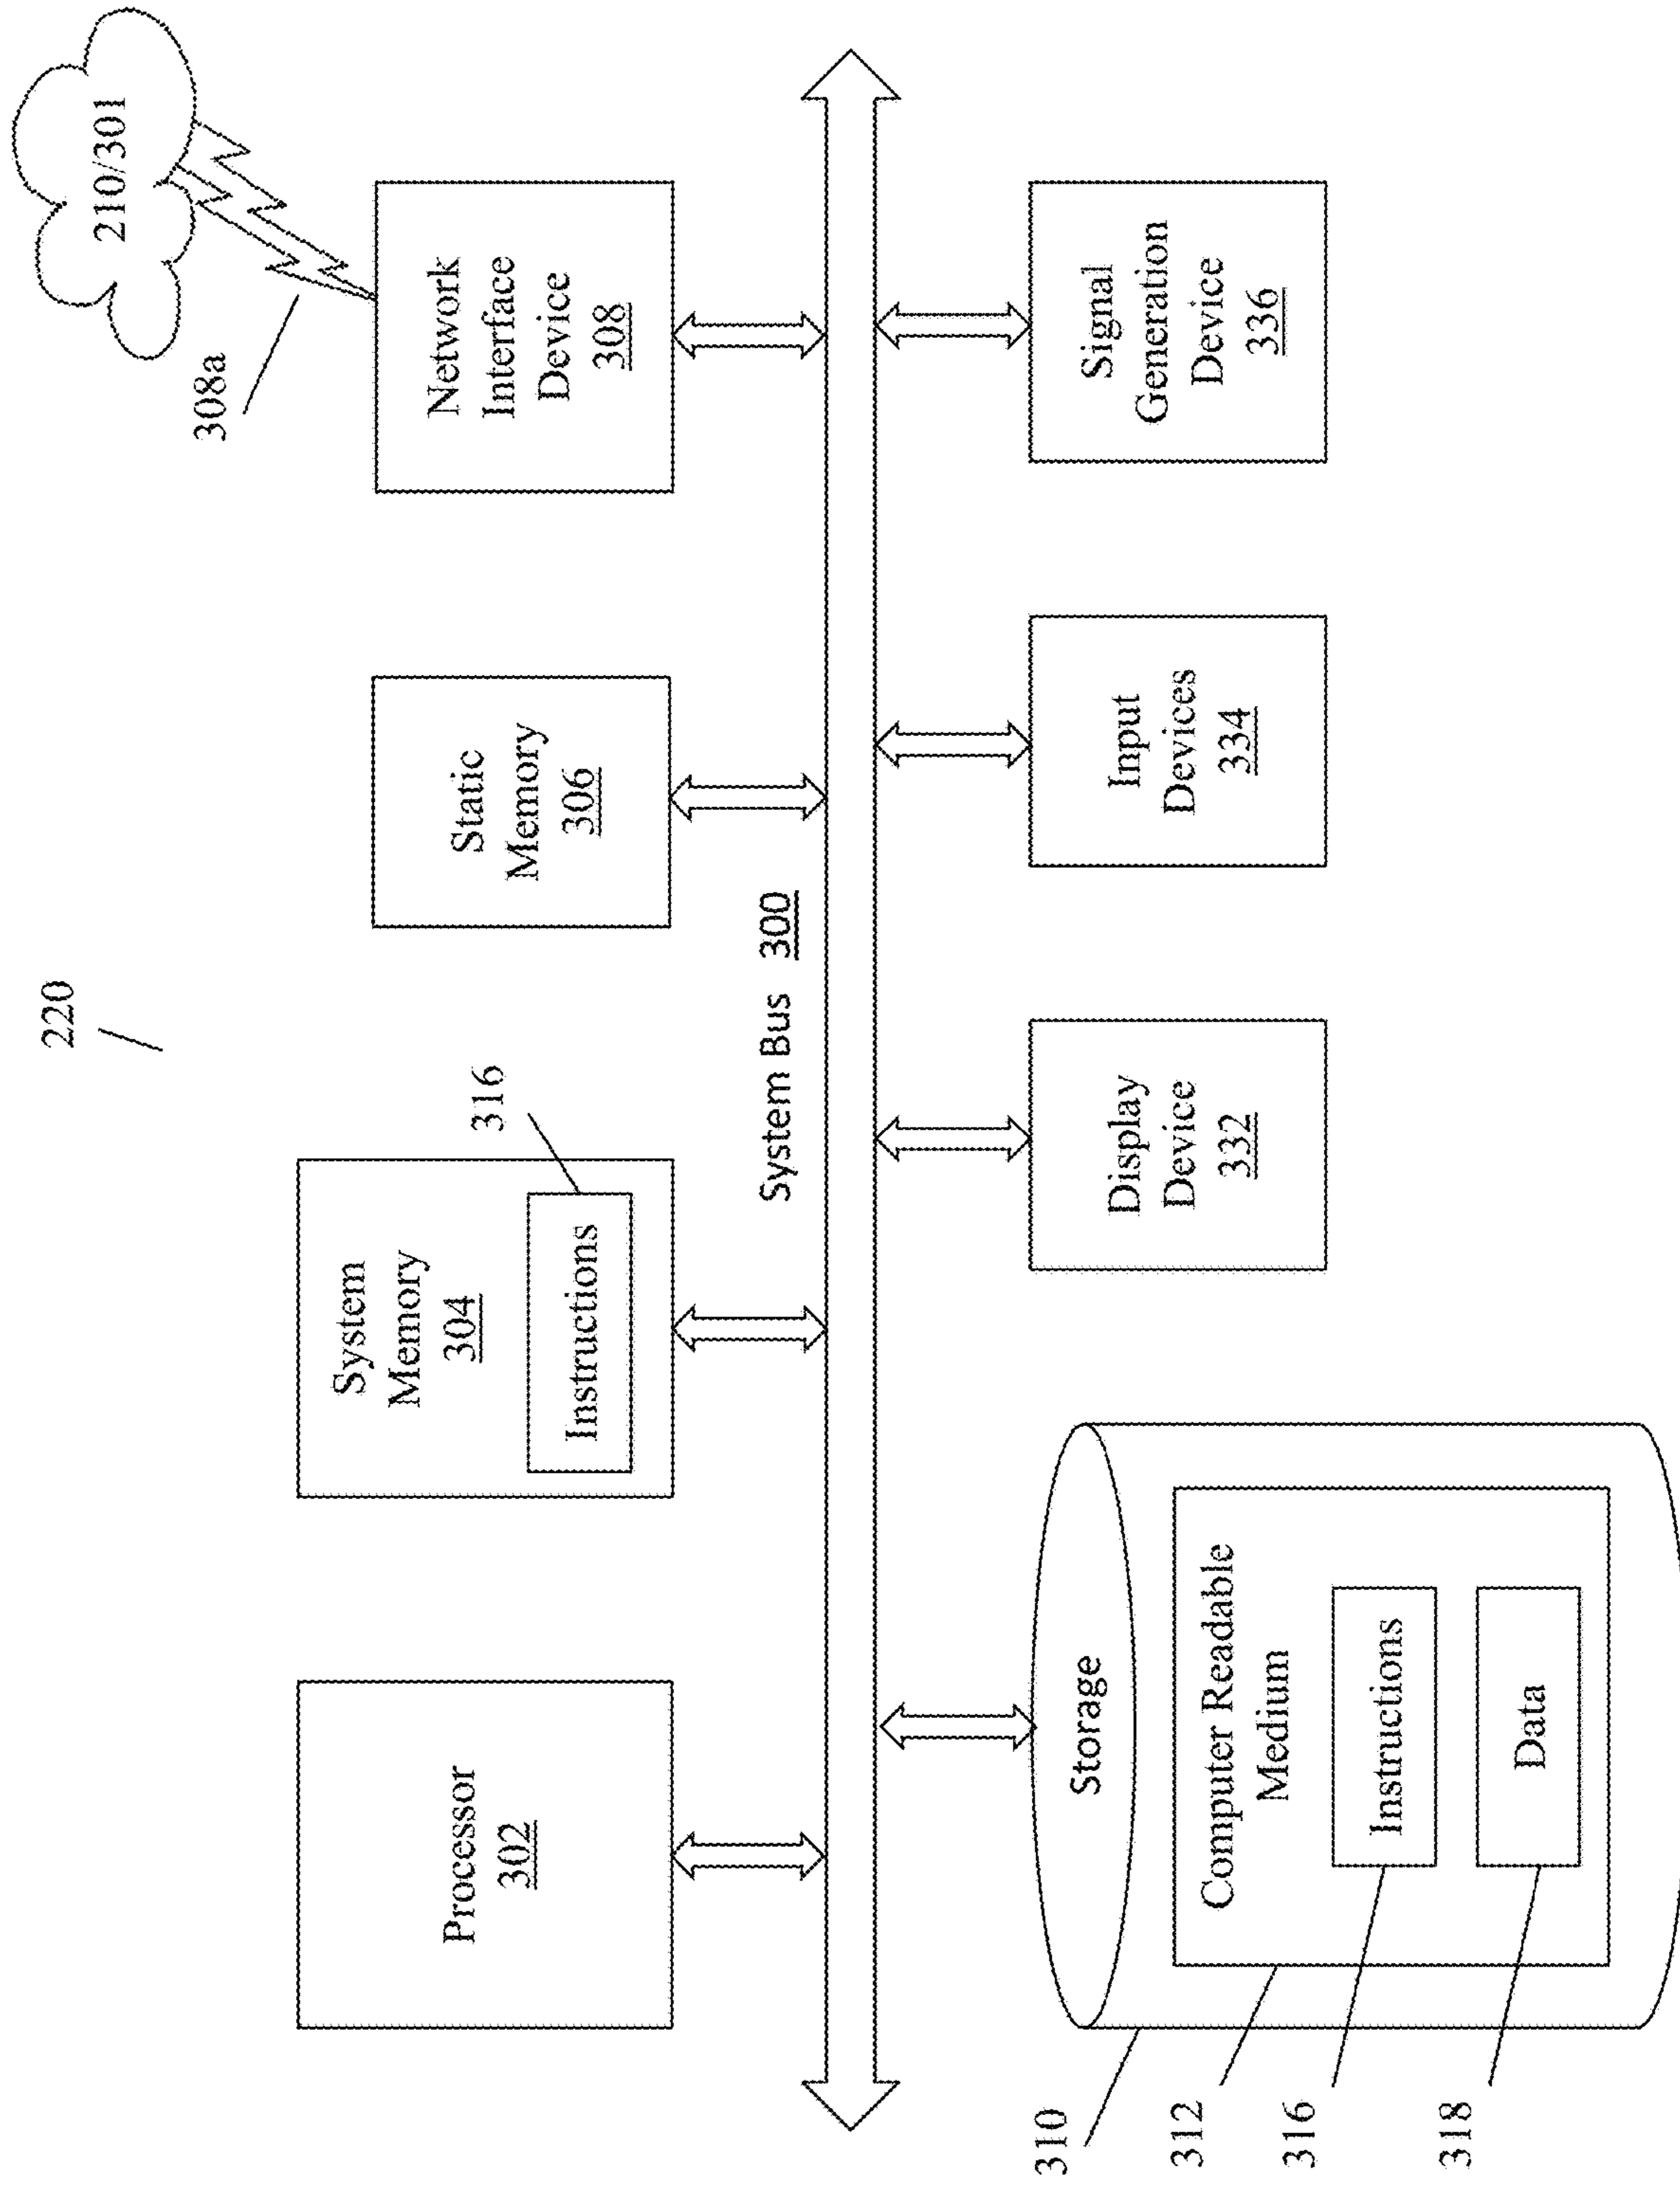 220
210/301
308a
Processor
302
System
Memory
304
Instructions
316
Static
Memory
306
Network
Interface
Device
308
System Bus 300
Storage
Computer Readable
Medium
Instructions
Data
310
312
316
318
Display
Device
332
Input
Devices
334
Signal
Generation
Device
336